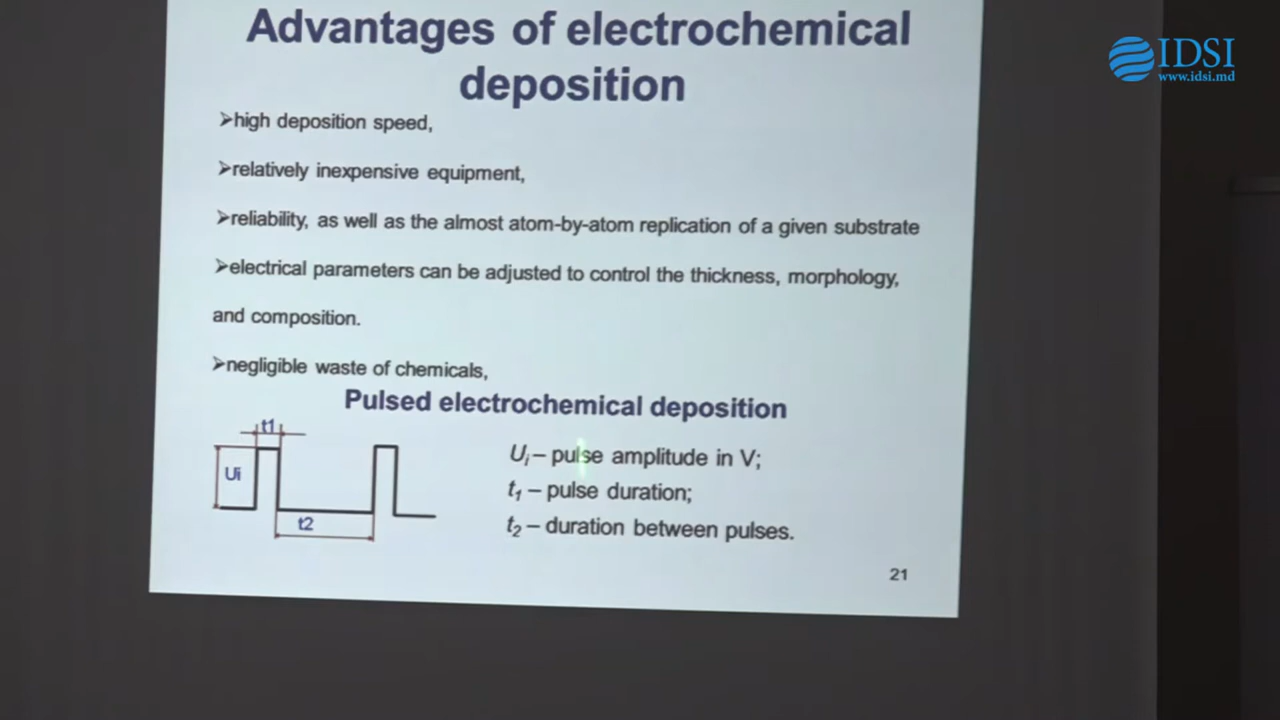 Advantages of electrochemical
deposition
➢high deposition speed,
➢relatively inexpensive equipment,
➢reliability, as well as the almost atom-by-atom replication of a given substrate
➢electrical parameters can be adjusted to control the thickness, morphology,
and composition.
➢negligible waste of chemicals,
Pulsed electrochemical deposition
t1
Ui
t2
Ui – pulse amplitude in V;
t1 – pulse duration;
t2 – duration between pulses.
21
IDSI
www.idsi.md